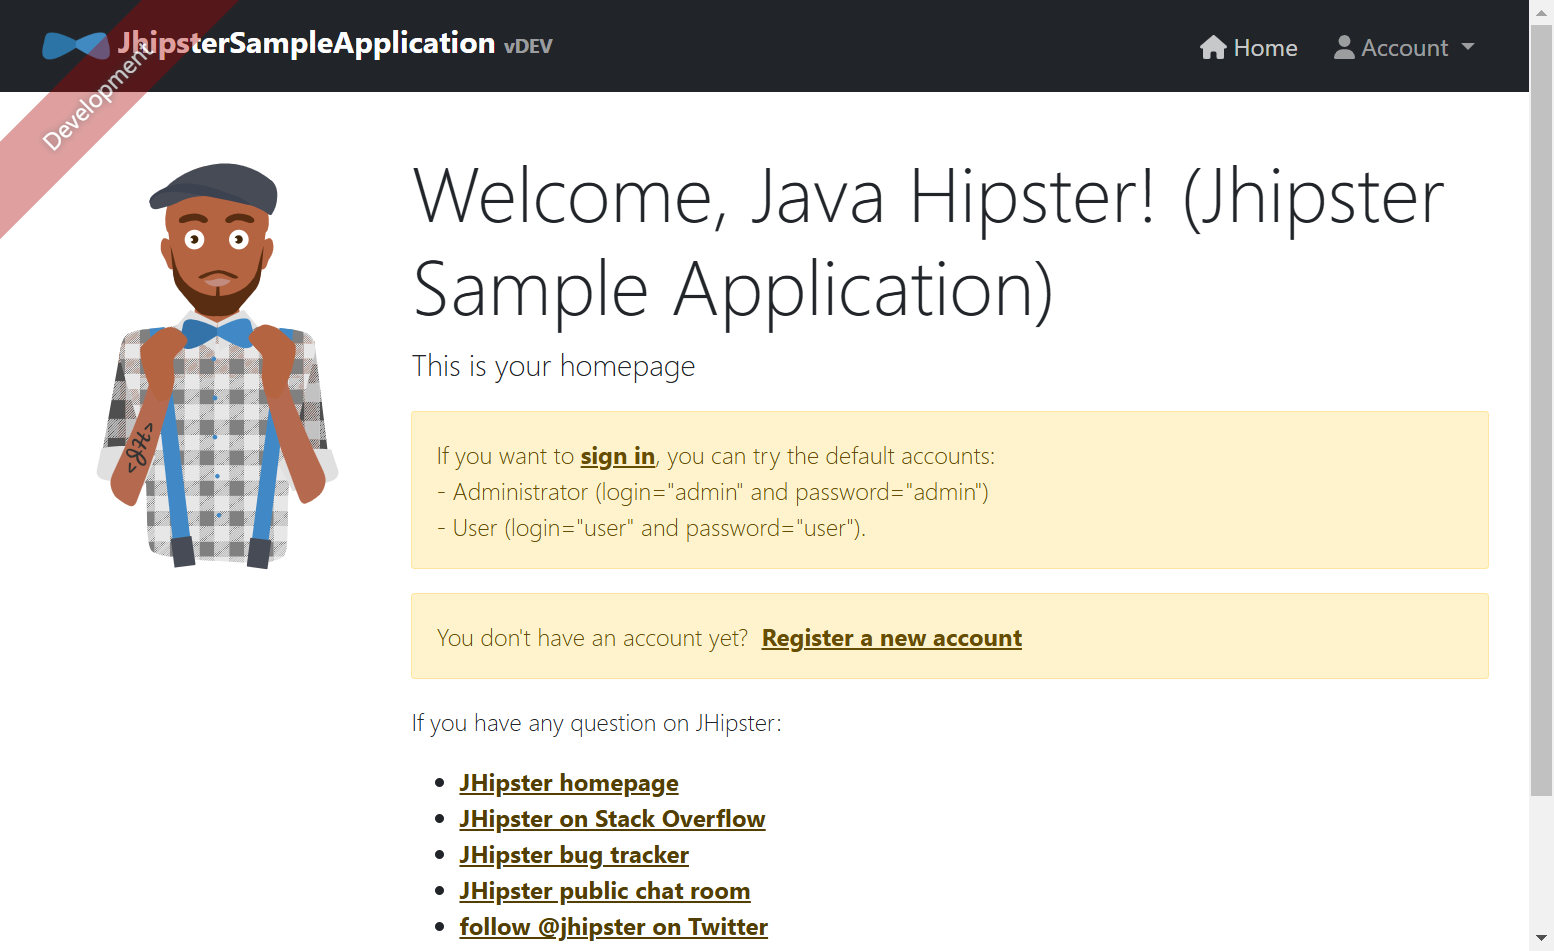 JhipsterSampleApplication vDEV
Home
Account
Development
Welcome, Java Hipster! (Jhipster
Sample Application)
This is your homepage
If you want to sign in, you can try the default accounts:
- Administrator (login="admin" and password="admin")
- User (login="user" and password="user").
You don't have an account yet? Register a new account
If you have any question on JHipster:
JHipster homepage
JHipster on Stack Overflow
JHipster bug tracker
JHipster public chat room
follow @jhipster on Twitter
<JH>